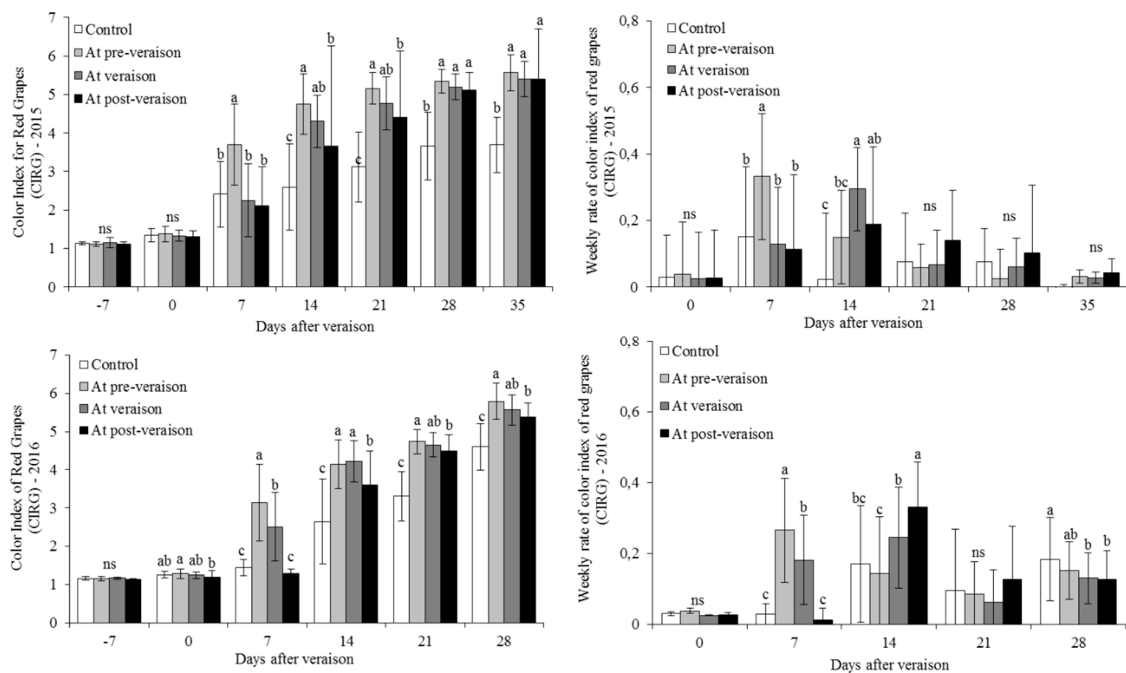 Color Index for Red Grapes
(CIRG) - 2015
7
6
5
4
3
2
1
0
Control
At pre-veraison
At veraison
At post-veraison
ns
ns
b a b b
c a ab b
c a ab b
b a a a
b a a a
-7 0 7 14 21 28 35
Days after veraison
Weekly rate of color index of red grapes
(CIRG) - 2015
0,8
0,6
0,4
0,2
0
Control
At pre-veraison
At veraison
At post-veraison
ns
b a b b
c bc a ab
ns
ns
ns
0 7 14 21 28 35
Days after veraison
Color Index of Red Grapes
(CIRG) - 2016
7
6
5
4
3
2
1
0
Control
At pre-veraison
At veraison
At post-veraison
ns
ab a ab b
c a b c
c a a b
c a ab b
c a ab b
-7 0 7 14 21 28
Days after veraison
Weekly rate of color index of red grapes
(CIRG) - 2016
0,8
0,6
0,4
0,2
0
Control
At pre-veraison
At veraison
At post-veraison
ns
c a b c
bc c b a
ns
a ab b b
0 7 14 21 28
Days after veraison